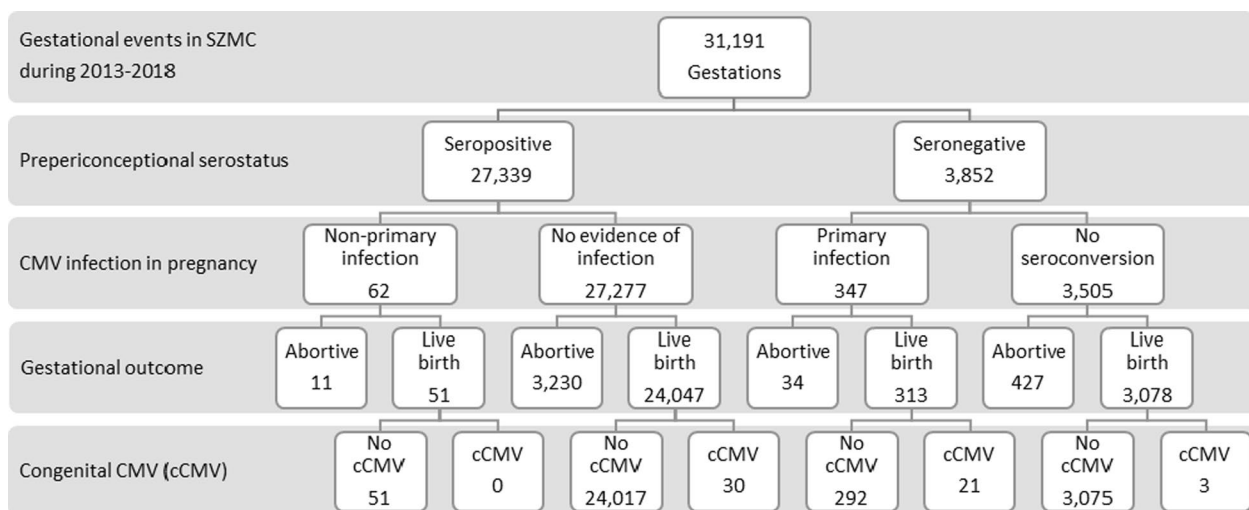 Gestational events in SZMC
during 2013-2018
31,191
Gestations
Prepericonceptional serostatus
Seropositive
27,339
Seronegative
3,852
CMV infection in pregnancy
Non-primary
infection
62
No evidence of
infection
27,277
Primary
infection
347
No
seroconversion
3,505
Gestational outcome
Abortive
11
Live
birth
51
Abortive
3,230
Live
birth
24,047
Abortive
34
Live
birth
313
Abortive
427
Live
birth
3,078
Congenital CMV (cCMV)
No
cCMV
51
cCMV
0
No
cCMV
24,017
cCMV
30
No
cCMV
292
cCMV
21
No
cCMV
3,075
cCMV
3